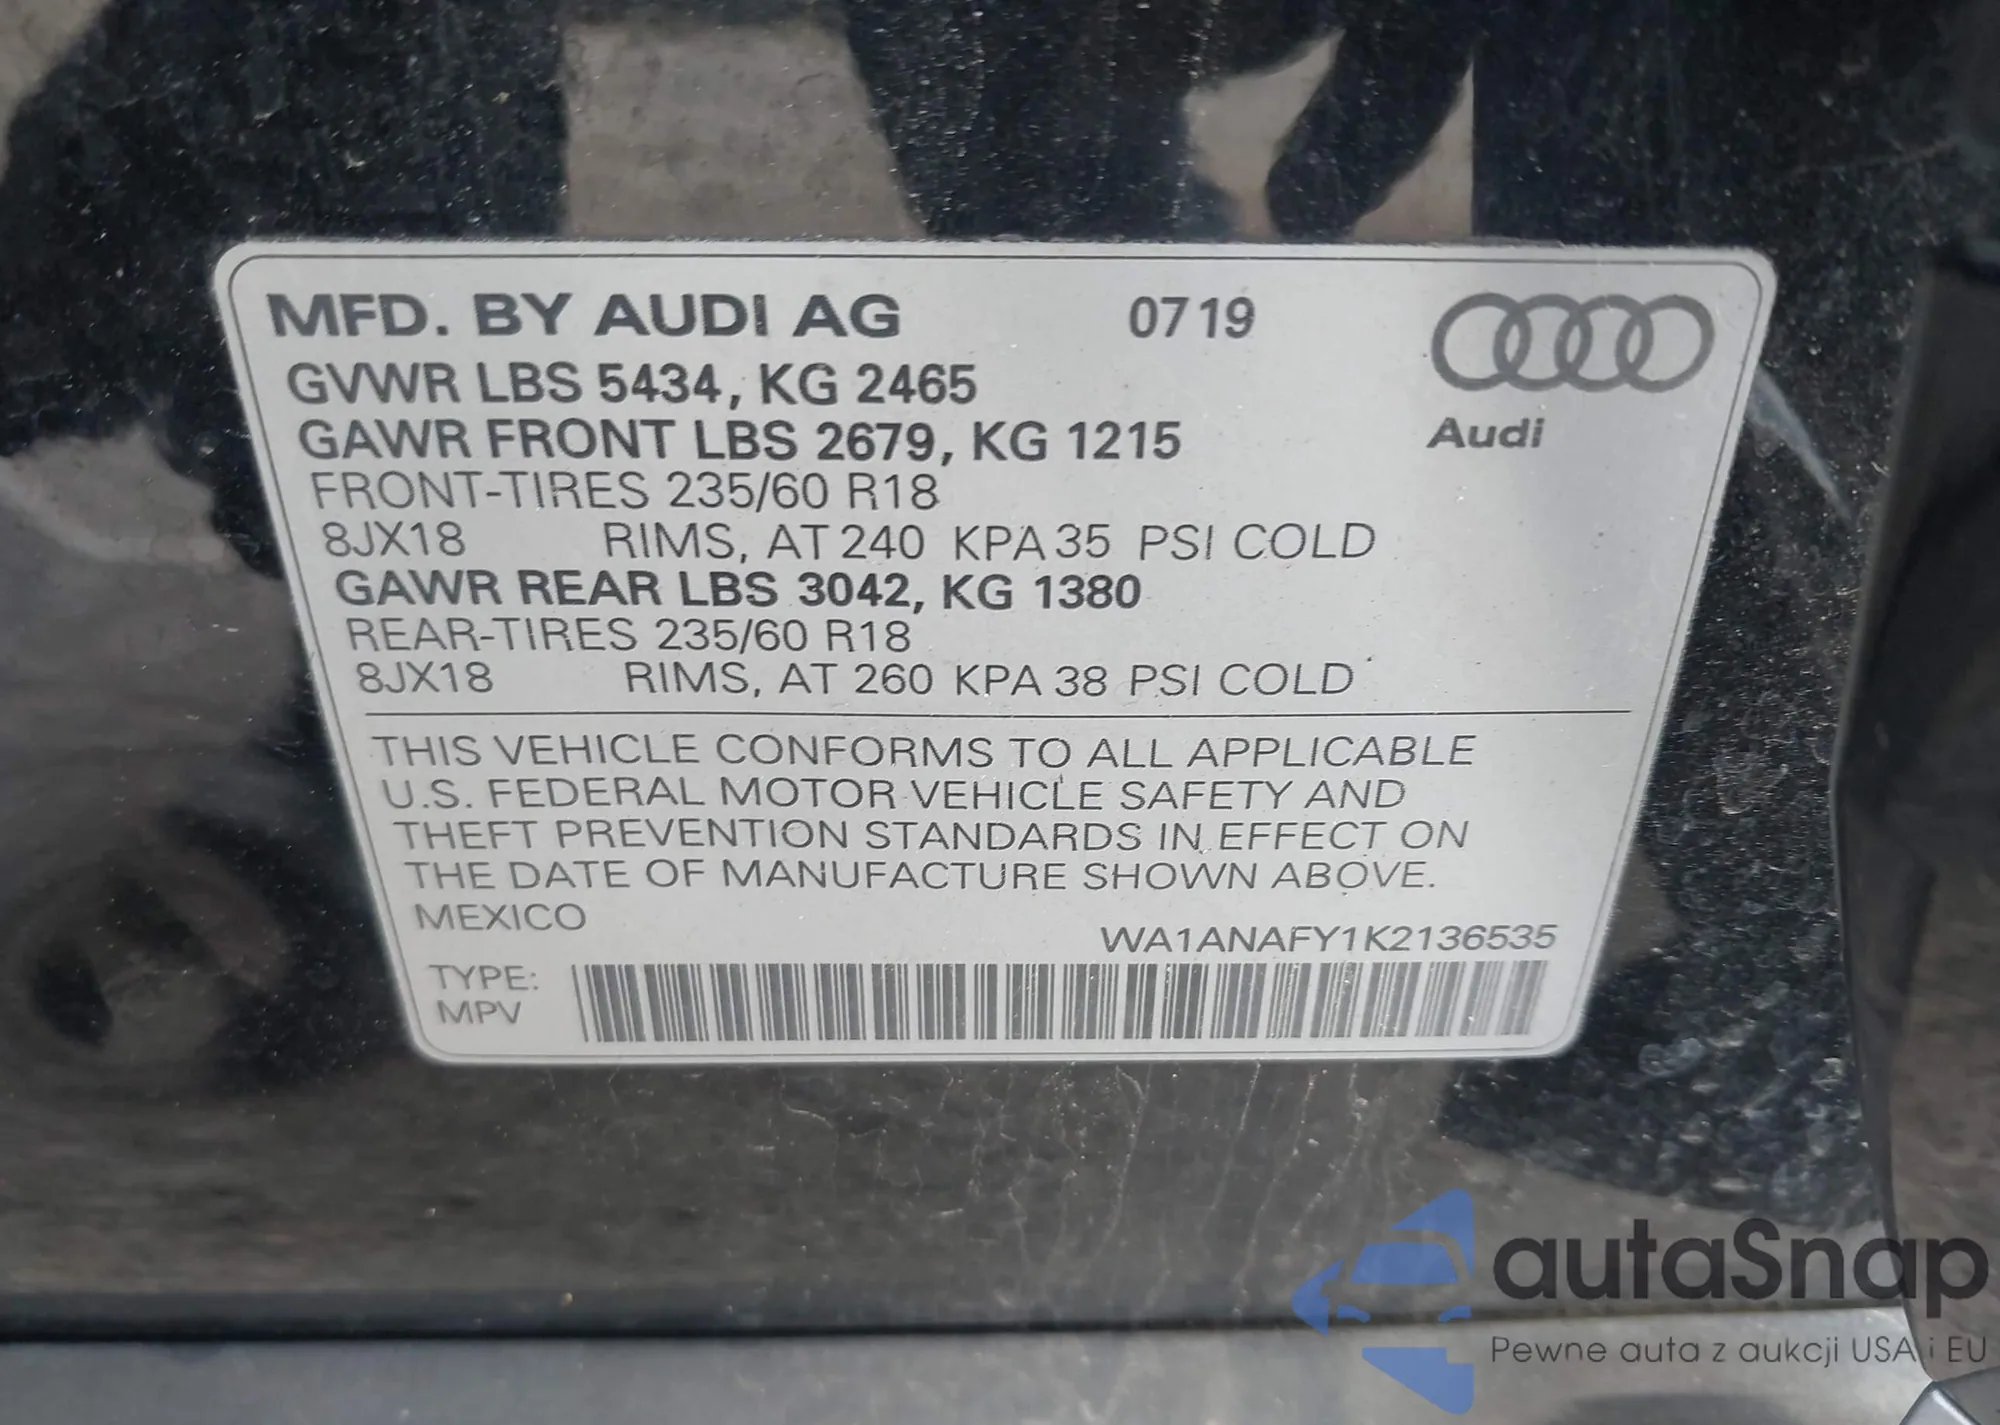 MFD. BY AUDI AG 07 19
GVWR LBS 5434, KG 2465
GAWR FRONT LBS 2679, KG 1215
Audi
FRONT-TIRES 235/60 R18
8JX18 RIMS, AT 240 KPA 35 PSI COLD
GAWR REAR LBS 3042, KG 1380
REAR-TIRES 235/60 R18
8JX18 RIMS, AT 260 KPA 38 PSI COLD
THIS VEHICLE CONFORMS TO ALL APPLICABLE
U.S. FEDERAL MOTOR VEHICLE SAFETY AND
THEFT PREVENTION STANDARDS IN EFFECT ON
THE DATE OF MANUFACTURE SHOWN ABOVE.
MEXICO
WA1ANAFY1K2136535
TYPE:
MPV
autaSnap
Pewne auta z aukcji USA i EU